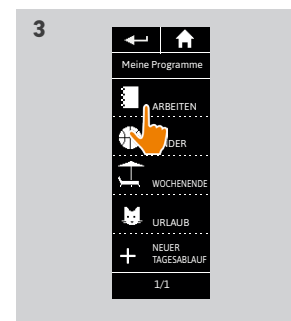 3
Meine Programme
ARBEITEN
WOCHENENDE
URLAUB
NEUER
TAGESABLAUF
1/1